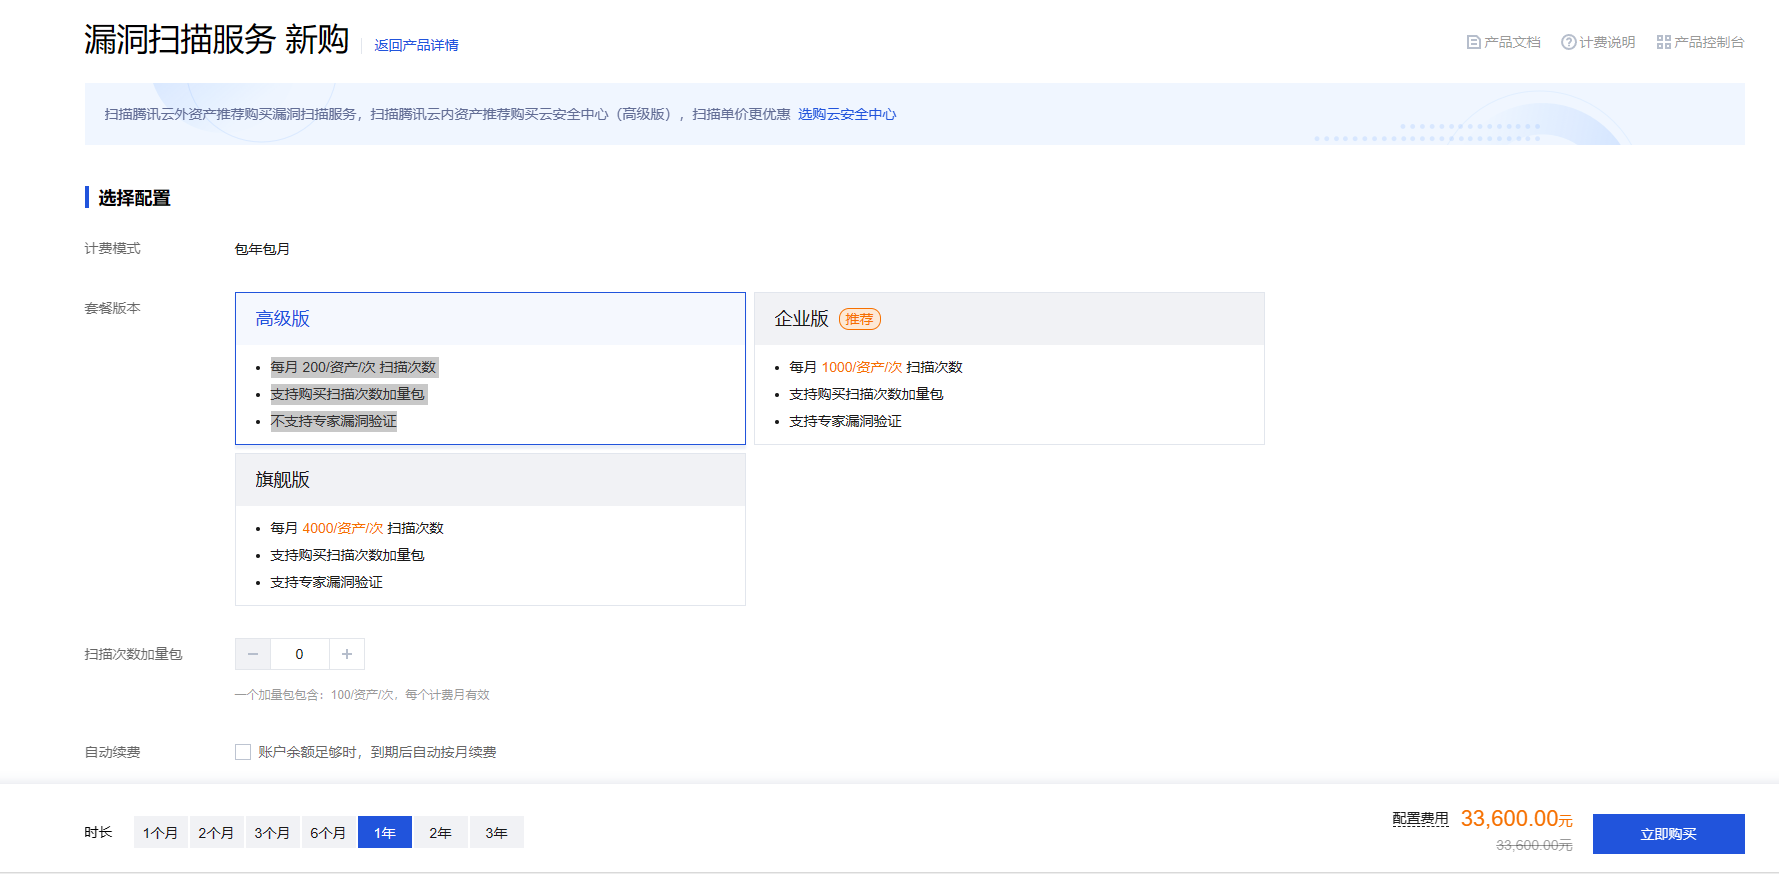 漏洞扫描服务 新购
返回产品详情
产品文档
计费说明
产品控制台
扫描腾讯云外资产推荐购买漏洞扫描服务，扫描腾讯云内资产推荐购买云安全中心（高级版），扫描单价更优惠 选购云安全中心
选择配置
计费模式
包年包月
套餐版本
高级版
每月 200/资产/次 扫描次数
支持购买扫描次数加量包
不支持专家漏洞验证
企业版 推荐
每月 1000/资产/次 扫描次数
支持购买扫描次数加量包
支持专家漏洞验证
旗舰版
每月 4000/资产/次 扫描次数
支持购买扫描次数加量包
支持专家漏洞验证
扫描次数加量包
0
一个加量包包含：100/资产/次，每个计费月有效
自动续费
账户余额足够时，到期后自动按月续费
时长
1个月
2个月
3个月
6个月
1年
2年
3年
配置费用 33,600.00元
33,600.00元
立即购买